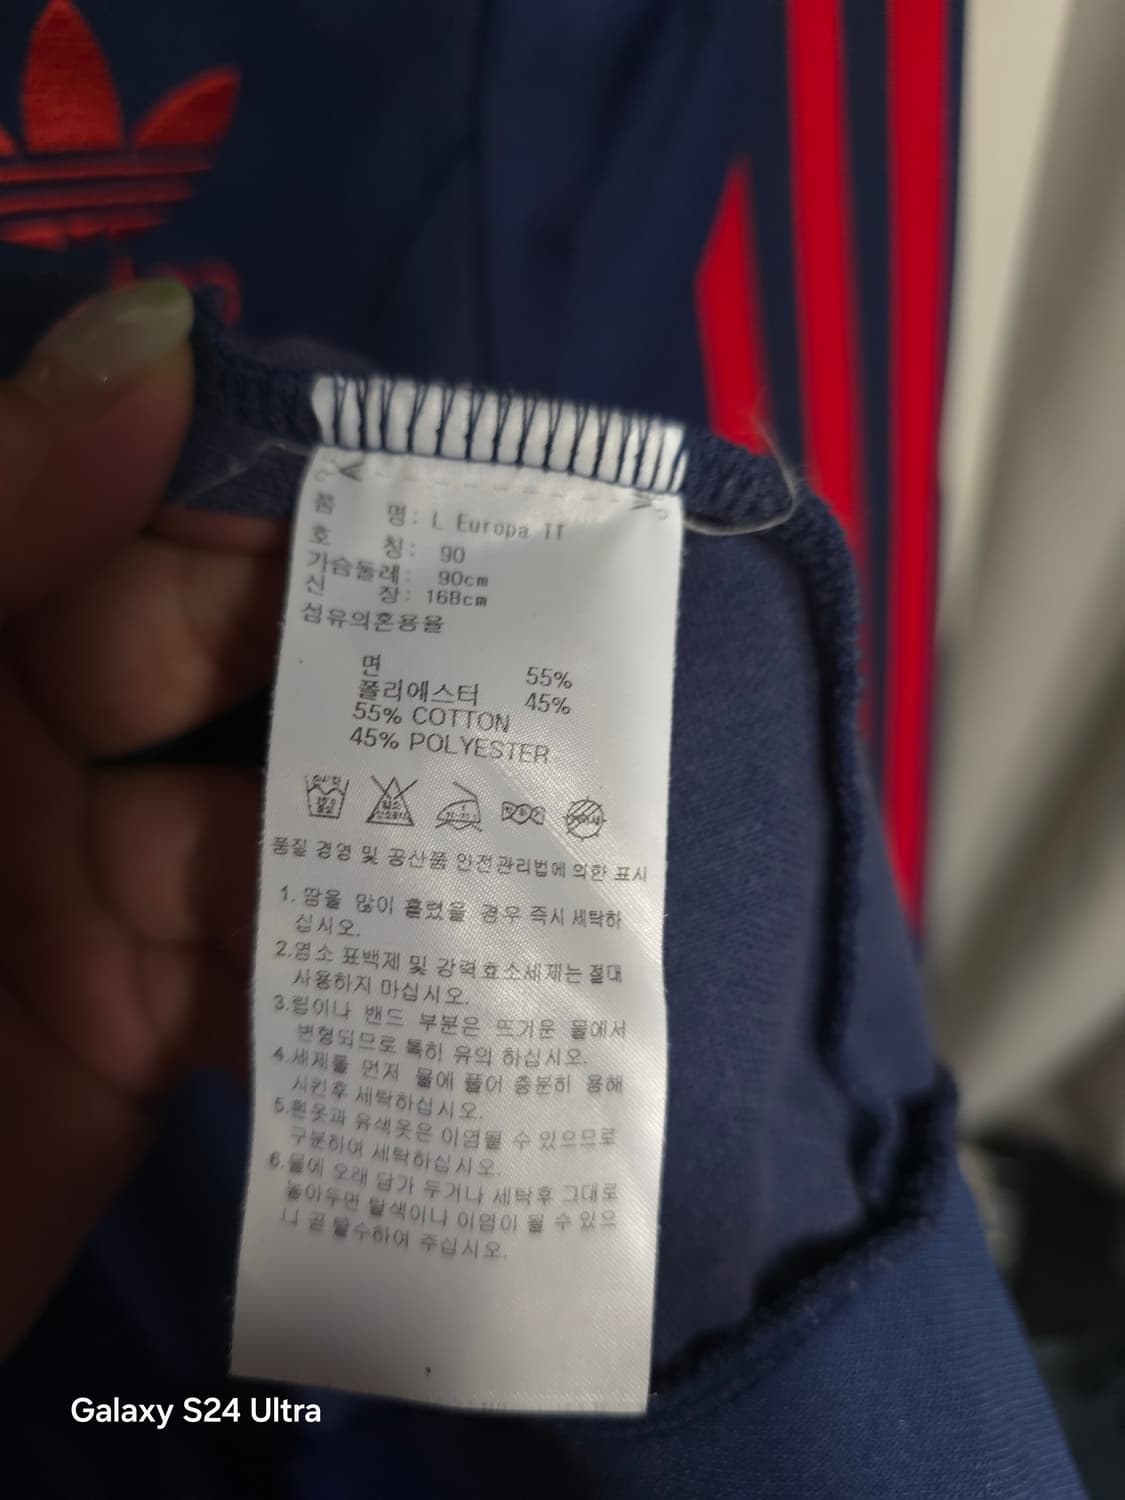 품 명: L Europa TT
호 칭: 90
가슴둘레: 90cm
신 장: 168cm
섬유의혼용율
면 55%
폴리에스터 45%
55% COTTON
45% POLYESTER
품질 경영 및 공산품 안전관리법에 의한 표시
1. 땀을 많이 흘렸을 경우 즉시 세탁하
십시오.
2.염소 표백제 및 강력효소세제는 절대
사용하지 마십시오.
3.립이나 밴드 부분은 뜨거운 물에서
변형되므로 특히 유의 하십시오.
4.세제를 먼저 물에 풀어 충분히 용해
시킨후 세탁하십시오.
5.흰옷과 유색옷은 이염될 수 있으므로
구분하여 세탁하십시오.
6.물에 오래 담가 두거나 세탁후 그대로
놓아두면 탈색이나 이염이 될 수 있으
니 곧 탈수하여 주십시오.
Galaxy S24 Ultra